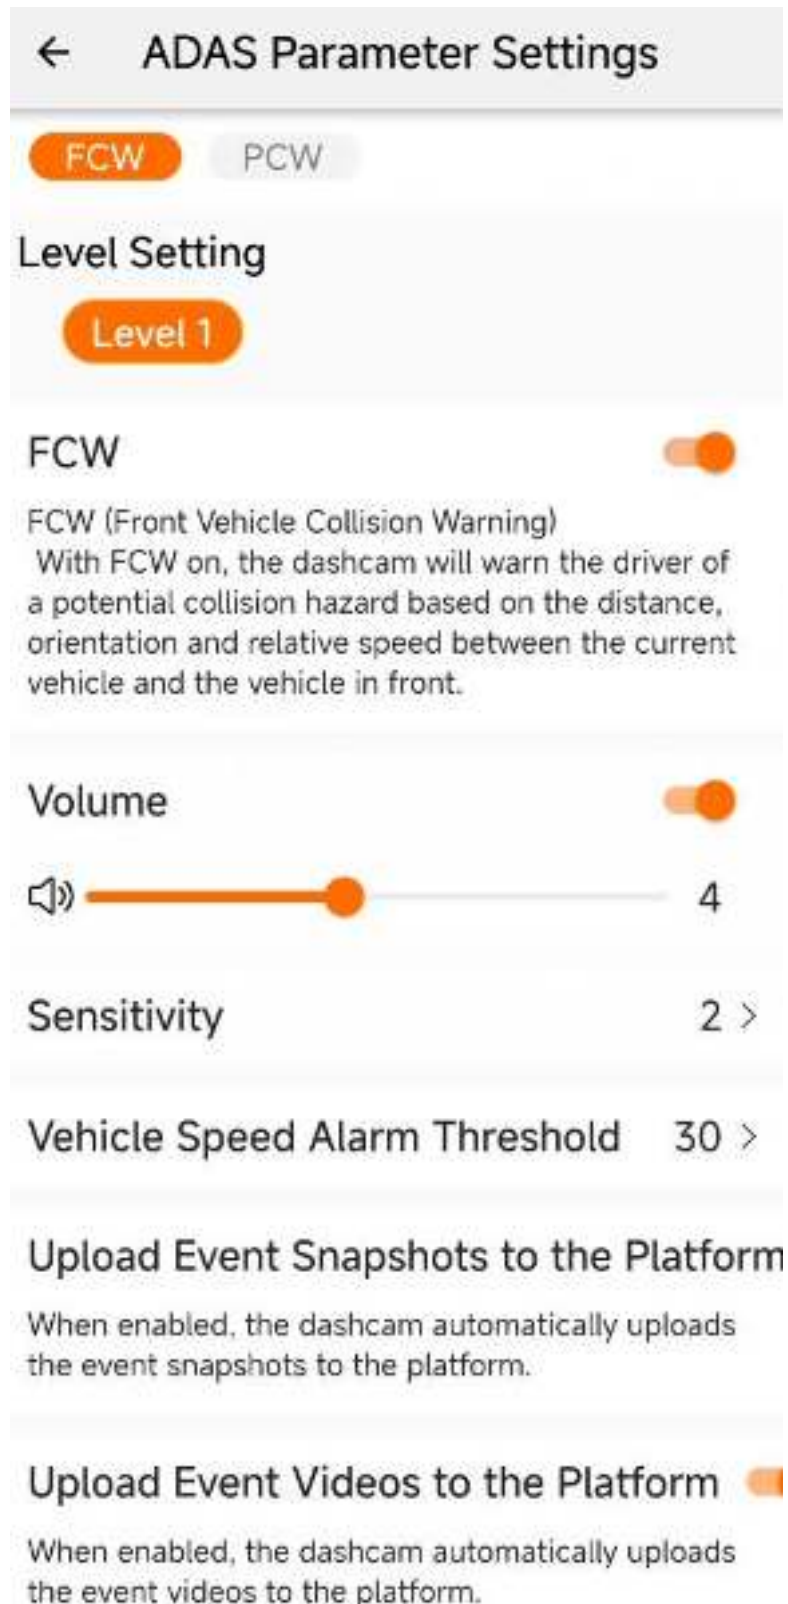 ADAS Parameter Settings
FCW PCW
Level Setting
Level 1
FCW
FCW (Front Vehicle Collision Warning)
With FCW on, the dashcam will warn the driver of
a potential collision hazard based on the distance,
orientation and relative speed between the current
vehicle and the vehicle in front.
Volume
4
Sensitivity 2 >
Vehicle Speed Alarm Threshold 30 >
Upload Event Snapshots to the Platform
When enabled, the dashcam automatically uploads
the event snapshots to the platform.
Upload Event Videos to the Platform
When enabled, the dashcam automatically uploads
the event videos to the platform.